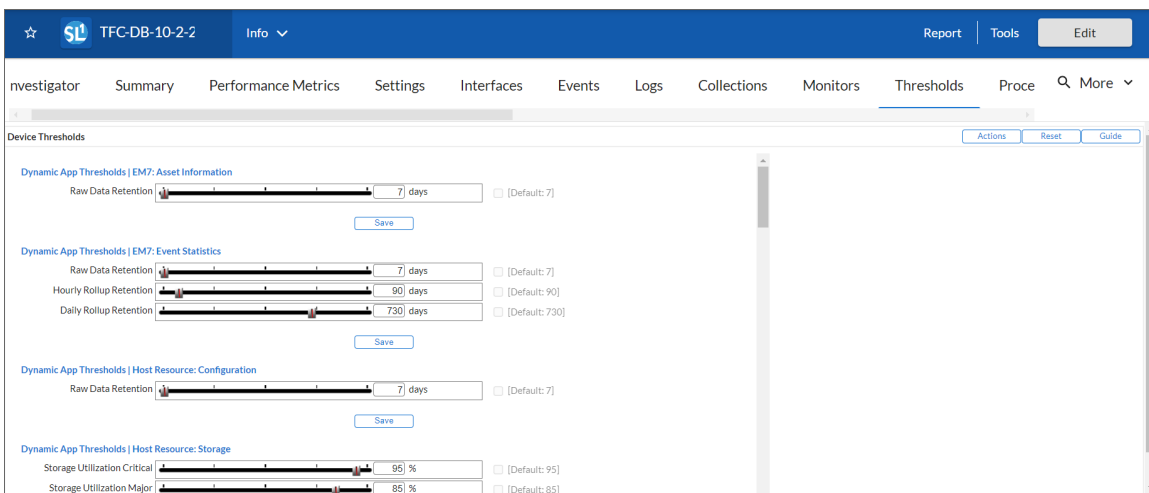 SL1 TFC-DB-10-2-2 Info Report Tools Edit
nvestigator Summary Performance Metrics Settings Interfaces Events Logs Collections Monitors Thresholds Proce More
Device Thresholds Actions Reset Guide
Dynamic App Thresholds | EM7: Asset Information
Raw Data Retention 7 days [Default: 7]
Save
Dynamic App Thresholds | EM7: Event Statistics
Raw Data Retention 7 days [Default: 7]
Hourly Rollup Retention 90 days [Default: 90]
Daily Rollup Retention 730 days [Default: 730]
Save
Dynamic App Thresholds | Host Resource: Configuration
Raw Data Retention 7 days [Default: 7]
Save
Dynamic App Thresholds | Host Resource: Storage
Storage Utilization Critical 95 % [Default: 95]
Storage Utilization Major 85 % [Default: 85]